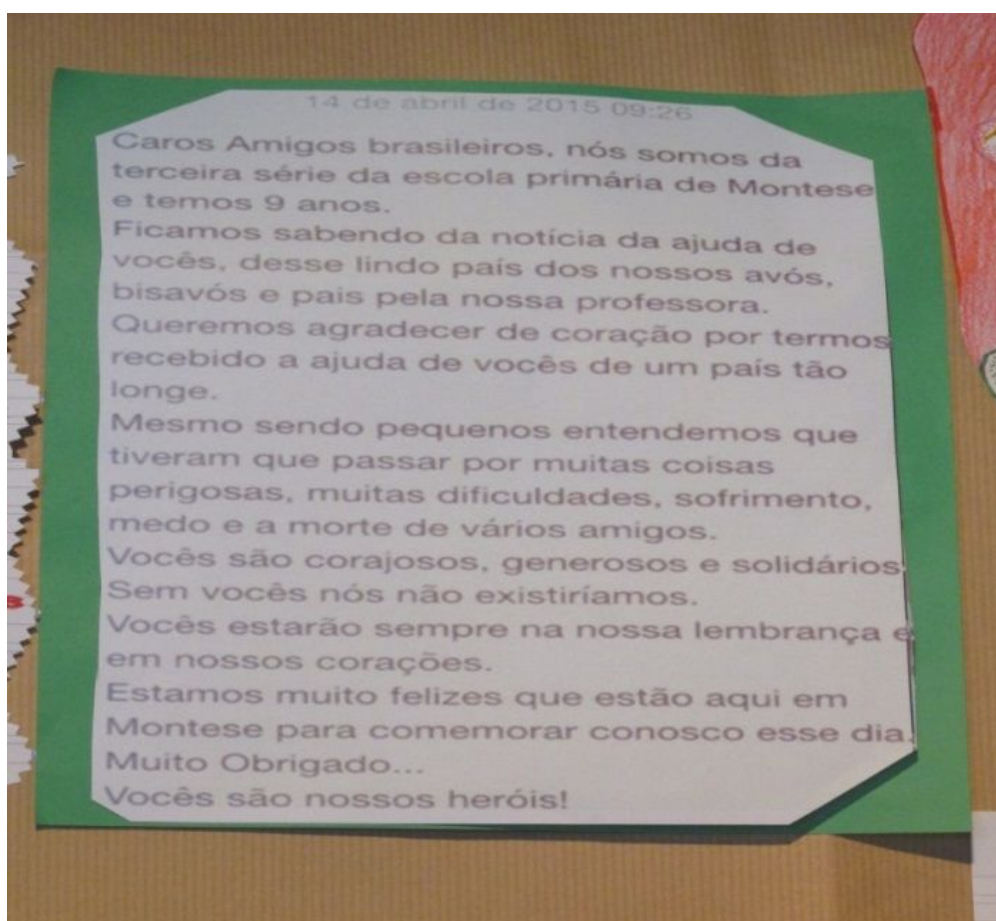 14 de abril de 2015 09:26
Caros Amigos brasileiros, nós somos da
terceira série da escola primária de Montese
e temos 9 anos.
Ficamos sabendo da notícia da ajuda de
vocês, desse lindo país dos nossos avós,
bisavós e pais pela nossa professora.
Queremos agradecer de coração por termos
recebido a ajuda de vocês de um país tão
longe.
Mesmo sendo pequenos entendemos que
tiveram que passar por muitas coisas
perigosas, muitas dificuldades, sofrimento,
medo e a morte de vários amigos.
Vocês são corajosos, generosos e solidários.
Sem vocês nós não existiríamos.
Vocês estarão sempre na nossa lembrança e
em nossos corações.
Estamos muito felizes que estão aqui em
Montese para comemorar conosco esse dia.
Muito Obrigado...
Vocês são nossos heróis!